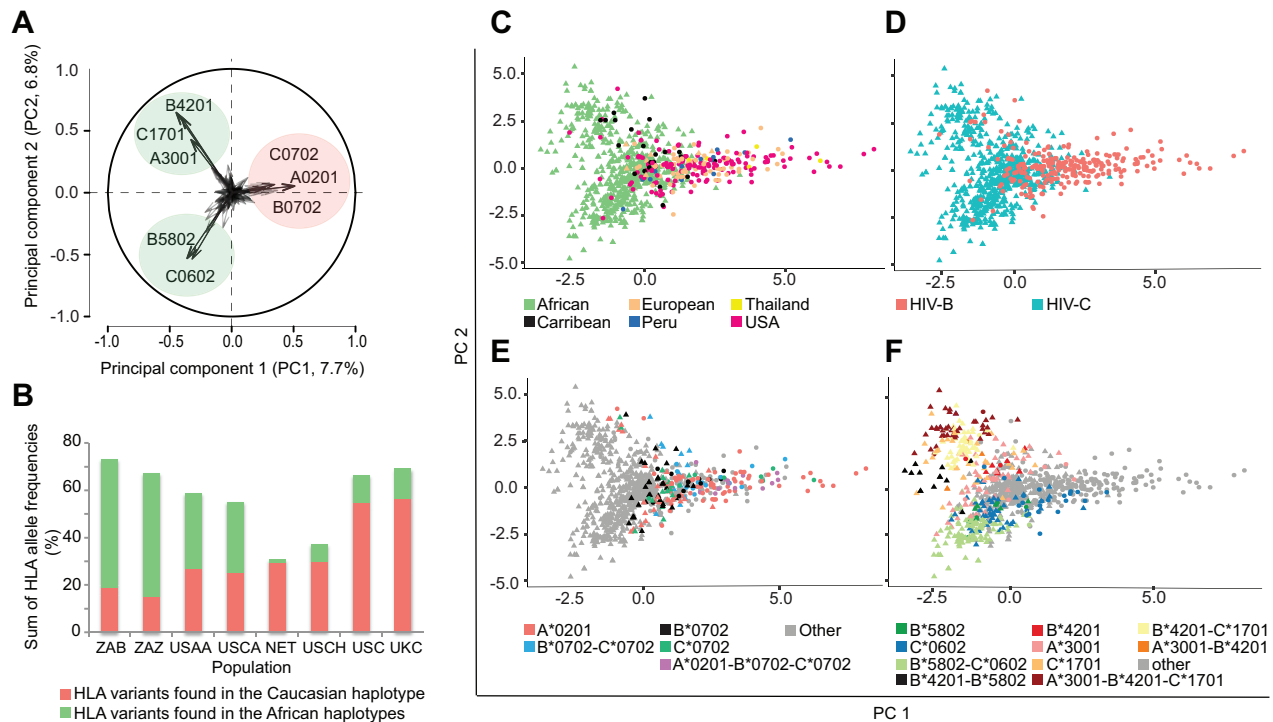 A
Principal component 2 (PC2, 6.8%)
1.0
0.5
0.0
-0.5
-1.0
B4201
C1701
A3001
C0702
A0201
B0702
B5802
C0602
-1.0
-0.5
0.0
0.5
1.0
Principal component 1 (PC1, 7.7%)
B
Sum of HLA allele frequencies
(%)
80
60
40
20
0
ZAB ZAZ USAA USCA NET USCH USC UKC
Population
HLA variants found in the Caucasian haplotype
HLA variants found in the African haplotypes
PC 2
C
5.0.
2.5
0.0
-2.5
-5.0
-2.5 0.0 5.0
African European Thailand
Carribean Peru USA
D
-2.5 0.0 5.0
HIV-B HIV-C
E
5.0.
2.5
0.0
-2.5
-5.0
-2.5 0.0 5.0
A*0201 B*0702 Other
B*0702-C*0702 C*0702
A*0201-B*0702-C*0702
F
-2.5 0.0 5.0
B*5802 B*4201 B*4201-C*1701
C*0602 A*3001 A*3001-B*4201
B*5802-C*0602 C*1701 other
B*4201-B*5802 A*3001-B*4201-C*1701
PC 1